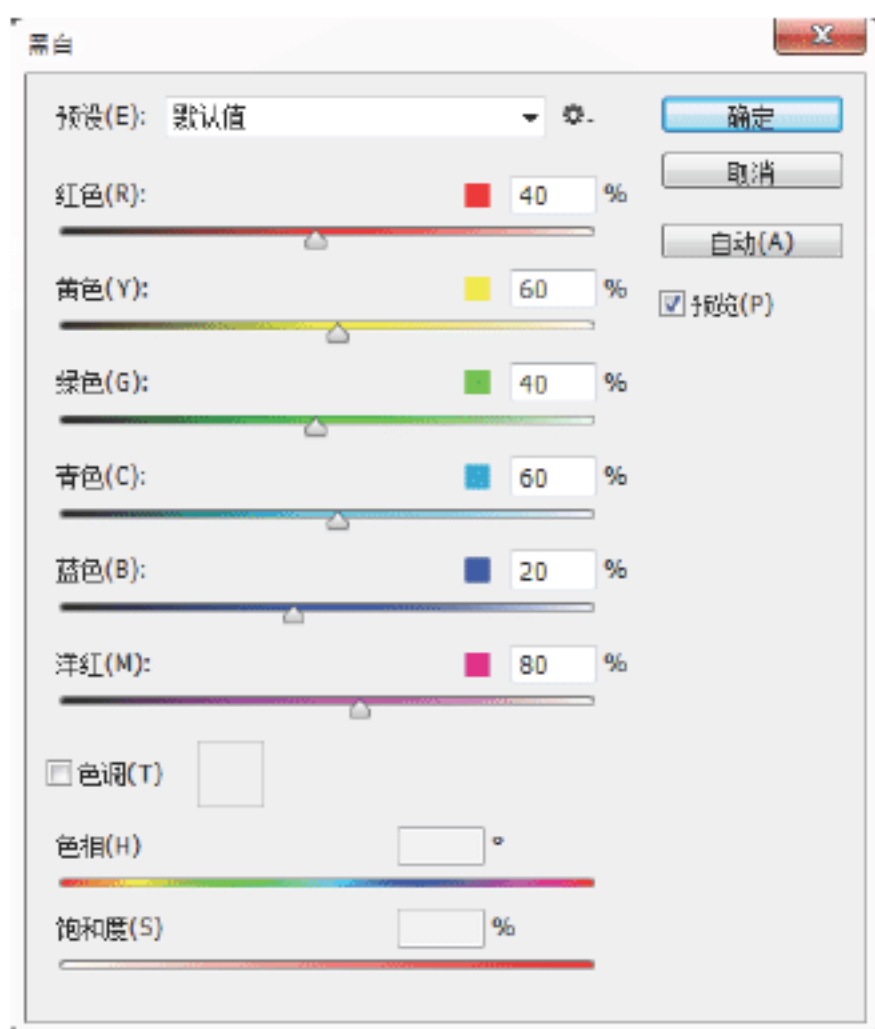 黑白
预设(E): 默认值
确定
取消
红色(R): 40 %
自动(A)
黄色(Y): 60 %
预览(P)
绿色(G): 40 %
青色(C): 60 %
蓝色(B): 20 %
洋红(M): 80 %
色调(T)
色相(H) °
饱和度(S) %